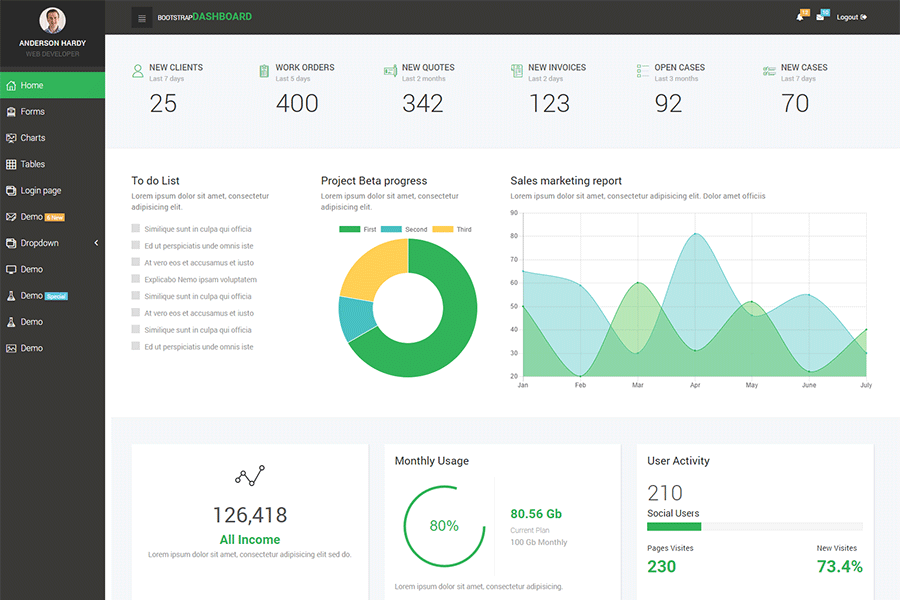 ANDERSON HARDY
WEB DEVELOPER
Home
Forms
Charts
Tables
Login page
Demo 6 New
Dropdown
Demo
Demo Special
Demo
Demo
BOOTSTRAPDASHBOARD
Logout
NEW CLIENTS
Last 7 days
25
WORK ORDERS
Last 5 days
400
NEW QUOTES
Last 2 months
342
NEW INVOICES
Last 2 days
123
OPEN CASES
Last 3 months
92
NEW CASES
Last 7 days
70
To do List
Lorem ipsum dolor sit amet, consectetur
adipisicing elit.
Similique sunt in culpa qui officia
Ed ut perspiciatis unde omnis iste
At vero eos et accusamus et iusto
Explicabo Nemo ipsam voluptatem
Similique sunt in culpa qui officia
At vero eos et accusamus et iusto
Similique sunt in culpa qui officia
Ed ut perspiciatis unde omnis iste
Project Beta progress
Lorem ipsum dolor sit amet, consectetur
adipisicing elit.
First Second Third
Sales marketing report
Lorem ipsum dolor sit amet, consectetur adipisicing elit. Dolor amet officiis
90
80
70
60
50
40
30
20
Jan Feb Mar Apr May June July
126,418
All Income
Lorem ipsum dolor sit amet, consectetur adipisicing elit sed do.
Monthly Usage
80%
80.56 Gb
Current Plan
100 Gb Monthly
Lorem ipsum dolor sit amet, consectetur adipisicing.
User Activity
210
Social Users
Pages Visites
230
New Visites
73.4%